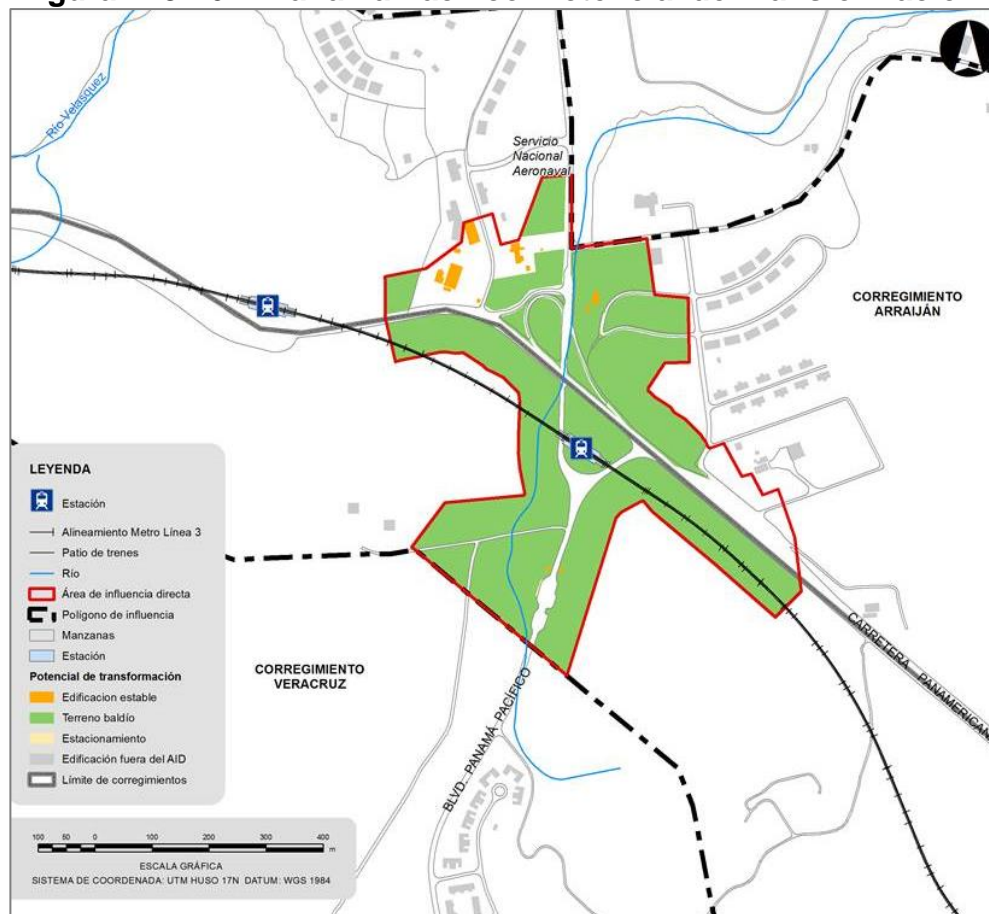 Río Velasquez
Servicio
Nacional
Aeronaval
CORREGIMIENTO
ARRAIJÁN
CORREGIMIENTO
VERACRUZ
BLVD. PANAMÁ PACÍFICO
CARRETERA PANAMERICAN
LEYENDA
Estación
Alineamiento Metro Línea 3
Patio de trenes
Río
Área de influencia directa
Polígono de influencia
Manzanas
Estación
Potencial de transformación
Edificacion estable
Terreno baldío
Estacionamiento
Edificación fuera del AID
Límite de corregimientos
100 50 0 100 200 300 400
m
ESCALA GRÁFICA
SISTEMA DE COORDENADA: UTM HUSO 17N DATUM: WGS 1984